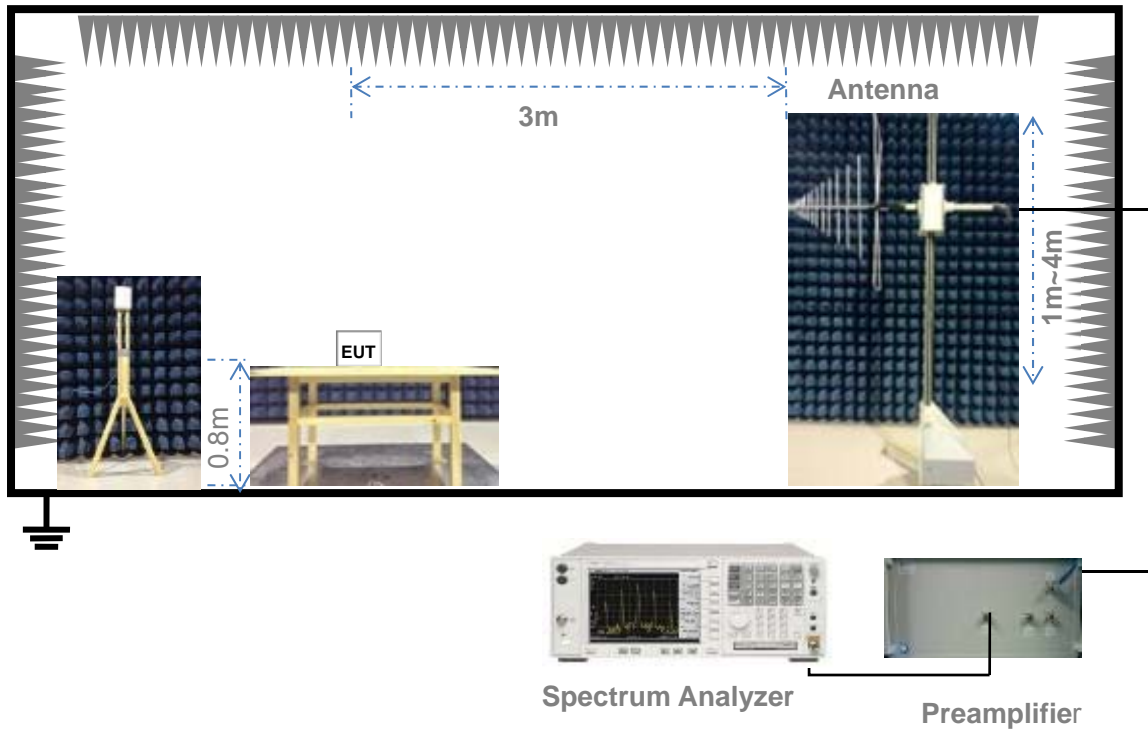 Antenna
3m
1m~4m
EUT
0.8m
Spectrum Analyzer
Preamplifier